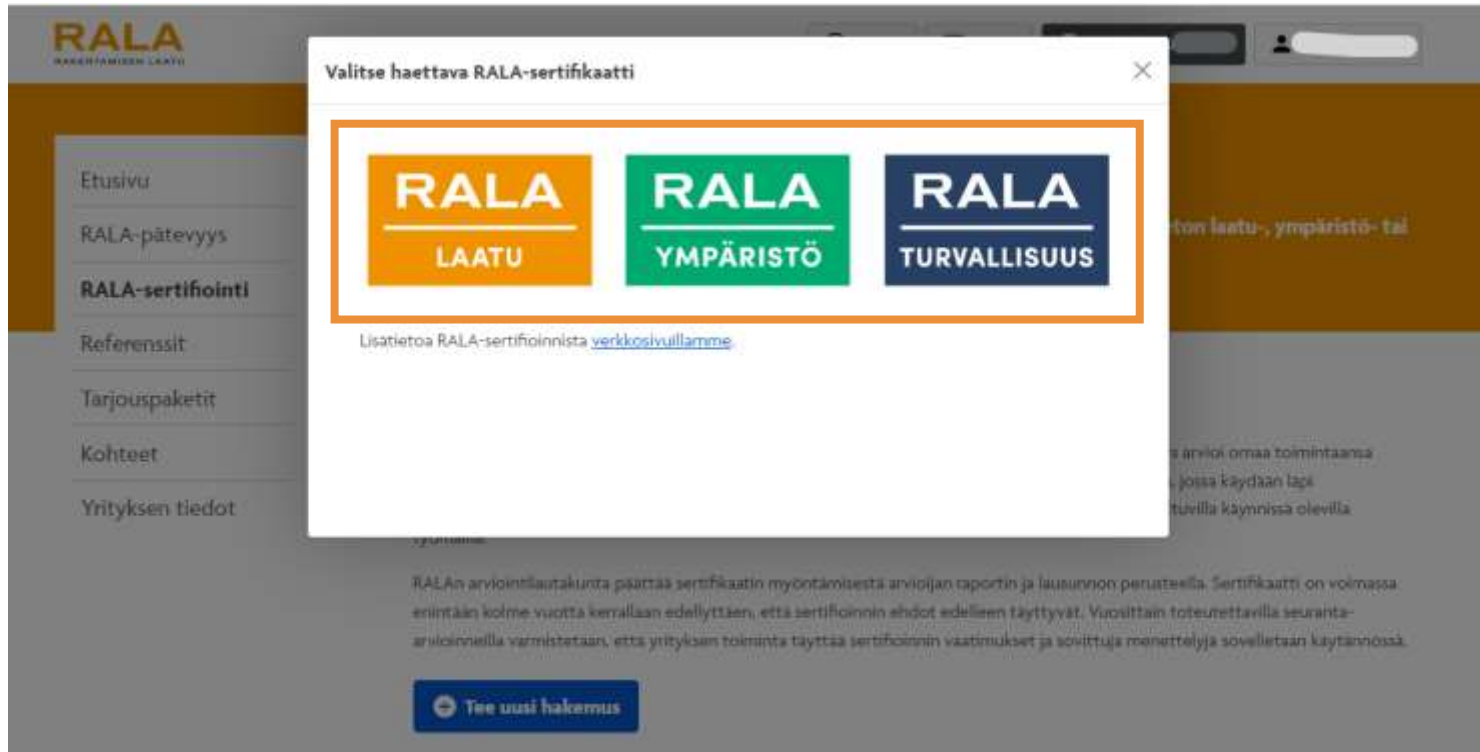 RALA
RAKENTAMISEN LAATU
Valitse haettava RALA-sertifikaatti
RALA
LAATU
RALA
YMPÄRISTÖ
RALA
TURVALLISUUS
Lisätietoa RALA-sertifioinnista verkkosivuillamme.
Etusivu
RALA-pätevyys
RALA-sertifiointi
Referenssit
Tarjouspaketit
Kohteet
Yrityksen tiedot
laatu-, ympäristö- tai
arvioi omaa toimintaansa
jossa käydään läpi
käynnissä olevilla
RALAn arviointilautakunta päättää sertifikaatin myöntämisestä arvioijan raportin ja lausunnon perusteella. Sertifikaatti on voimassa
enintään kolme vuotta kerrallaan edellyttäen, että sertifioinnin ehdot edelleen täyttyvät. Vuosittain toteutettavilla seuranta-
arvioinneilla varmistetaan, että yrityksen toiminta täyttää sertifioinnin vaatimukset ja sovittuja menettelyjä sovelletaan käytännössä.
Tee uusi hakemus